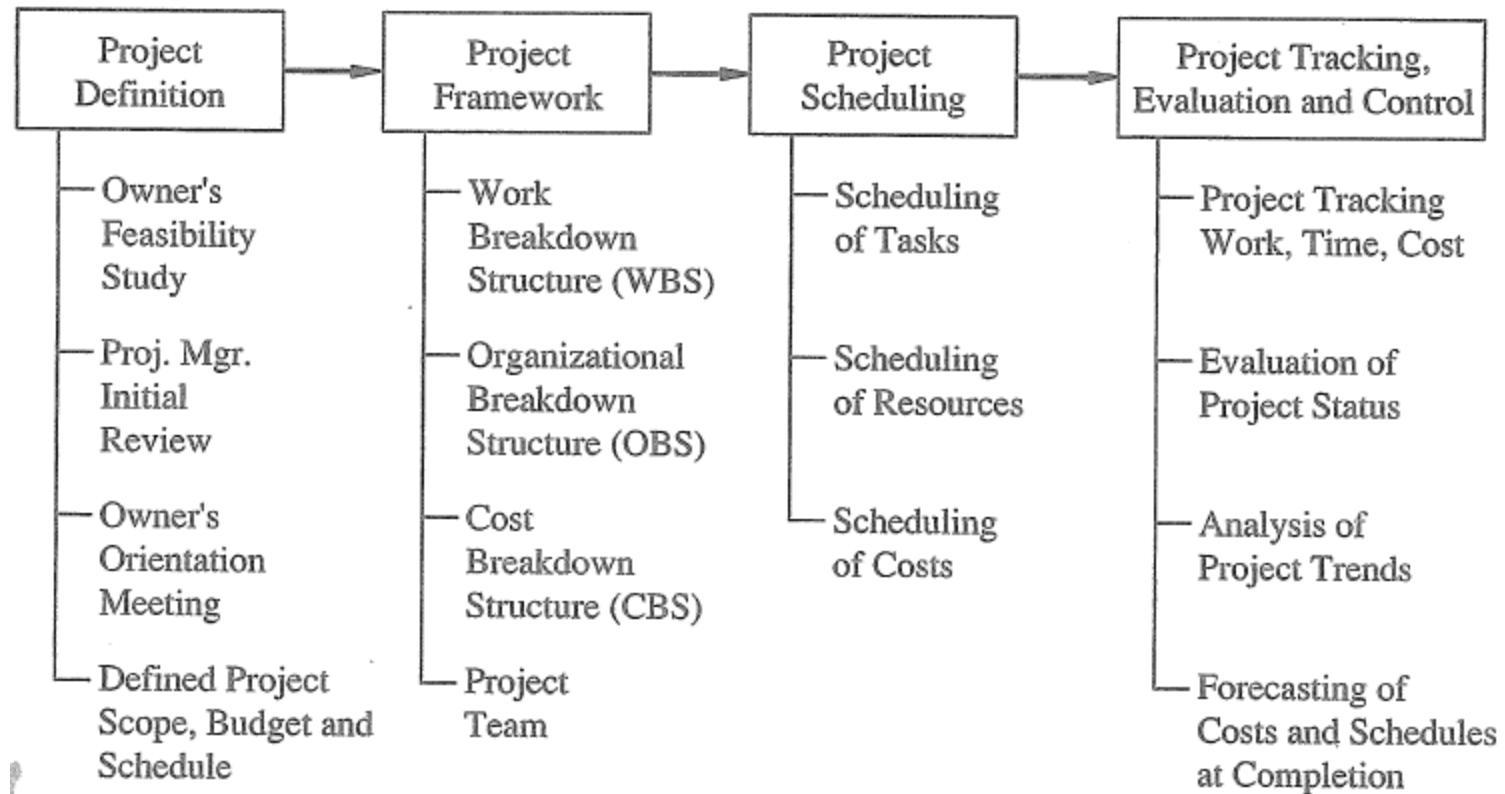 Project
Definition
Project
Framework
Project
Scheduling
Project Tracking,
Evaluation and Control
Owner's
Feasibility
Study
Proj. Mgr.
Initial
Review
Owner's
Orientation
Meeting
Defined Project
Scope, Budget and
Schedule
Work
Breakdown
Structure (WBS)
Organizational
Breakdown
Structure (OBS)
Cost
Breakdown
Structure (CBS)
Project
Team
Scheduling
of Tasks
Scheduling
of Resources
Scheduling
of Costs
Project Tracking
Work, Time, Cost
Evaluation of
Project Status
Analysis of
Project Trends
Forecasting of
Costs and Schedules
at Completion